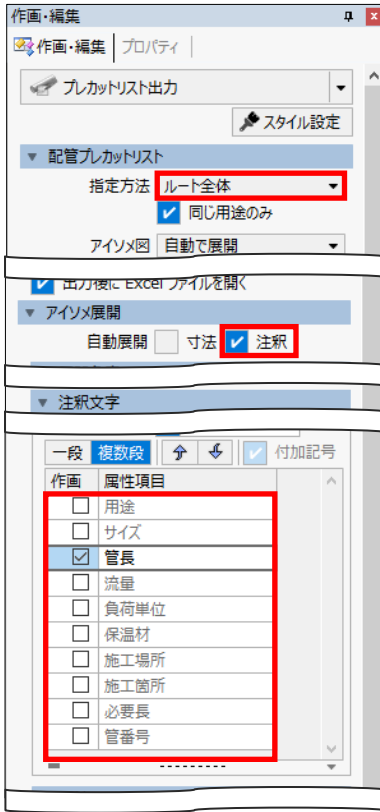 作画・編集
作画・編集 プロパティ
プレカットリスト出力
スタイル設定
配管プレカットリスト
指定方法 ルート全体
同じ用途のみ
アイソメ図 自動で展開
出力後に Excel ファイルを開く
アイソメ展開
自動展開 寸法 注釈
注釈文字
一段 複数段 付加記号
作画 属性項目
用途
サイズ
管長
流量
負荷単位
保温材
施工場所
施工箇所
必要長
管番号